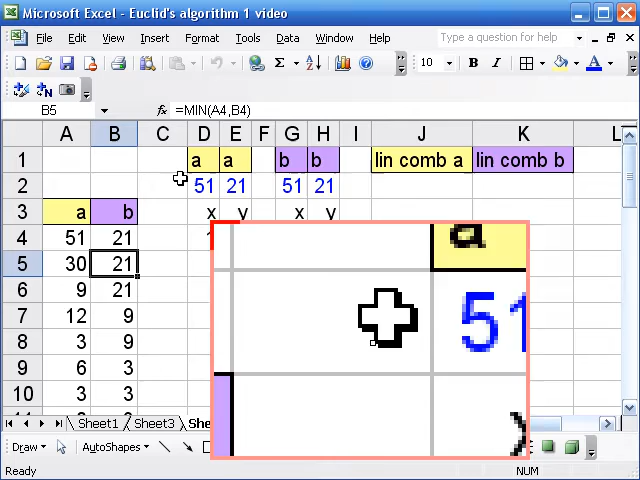 Microsoft Excel - Euclid's algorithm 1 video
File Edit View Insert Format Tools Data Window Help Type a question for help
10 B I A
B5 fx =MIN(A4,B4)
A B C D E F G H I J K L
1 a a b b lin comb a lin comb b
2 51 21 51 21
3 a b x y x y
4 51 21
5 30 21
6 9 21
7 12 9
8 3 9
9 6 3
10 3 3
a
51
Sheet1 Sheet3 She
Draw AutoShapes
Ready NUM